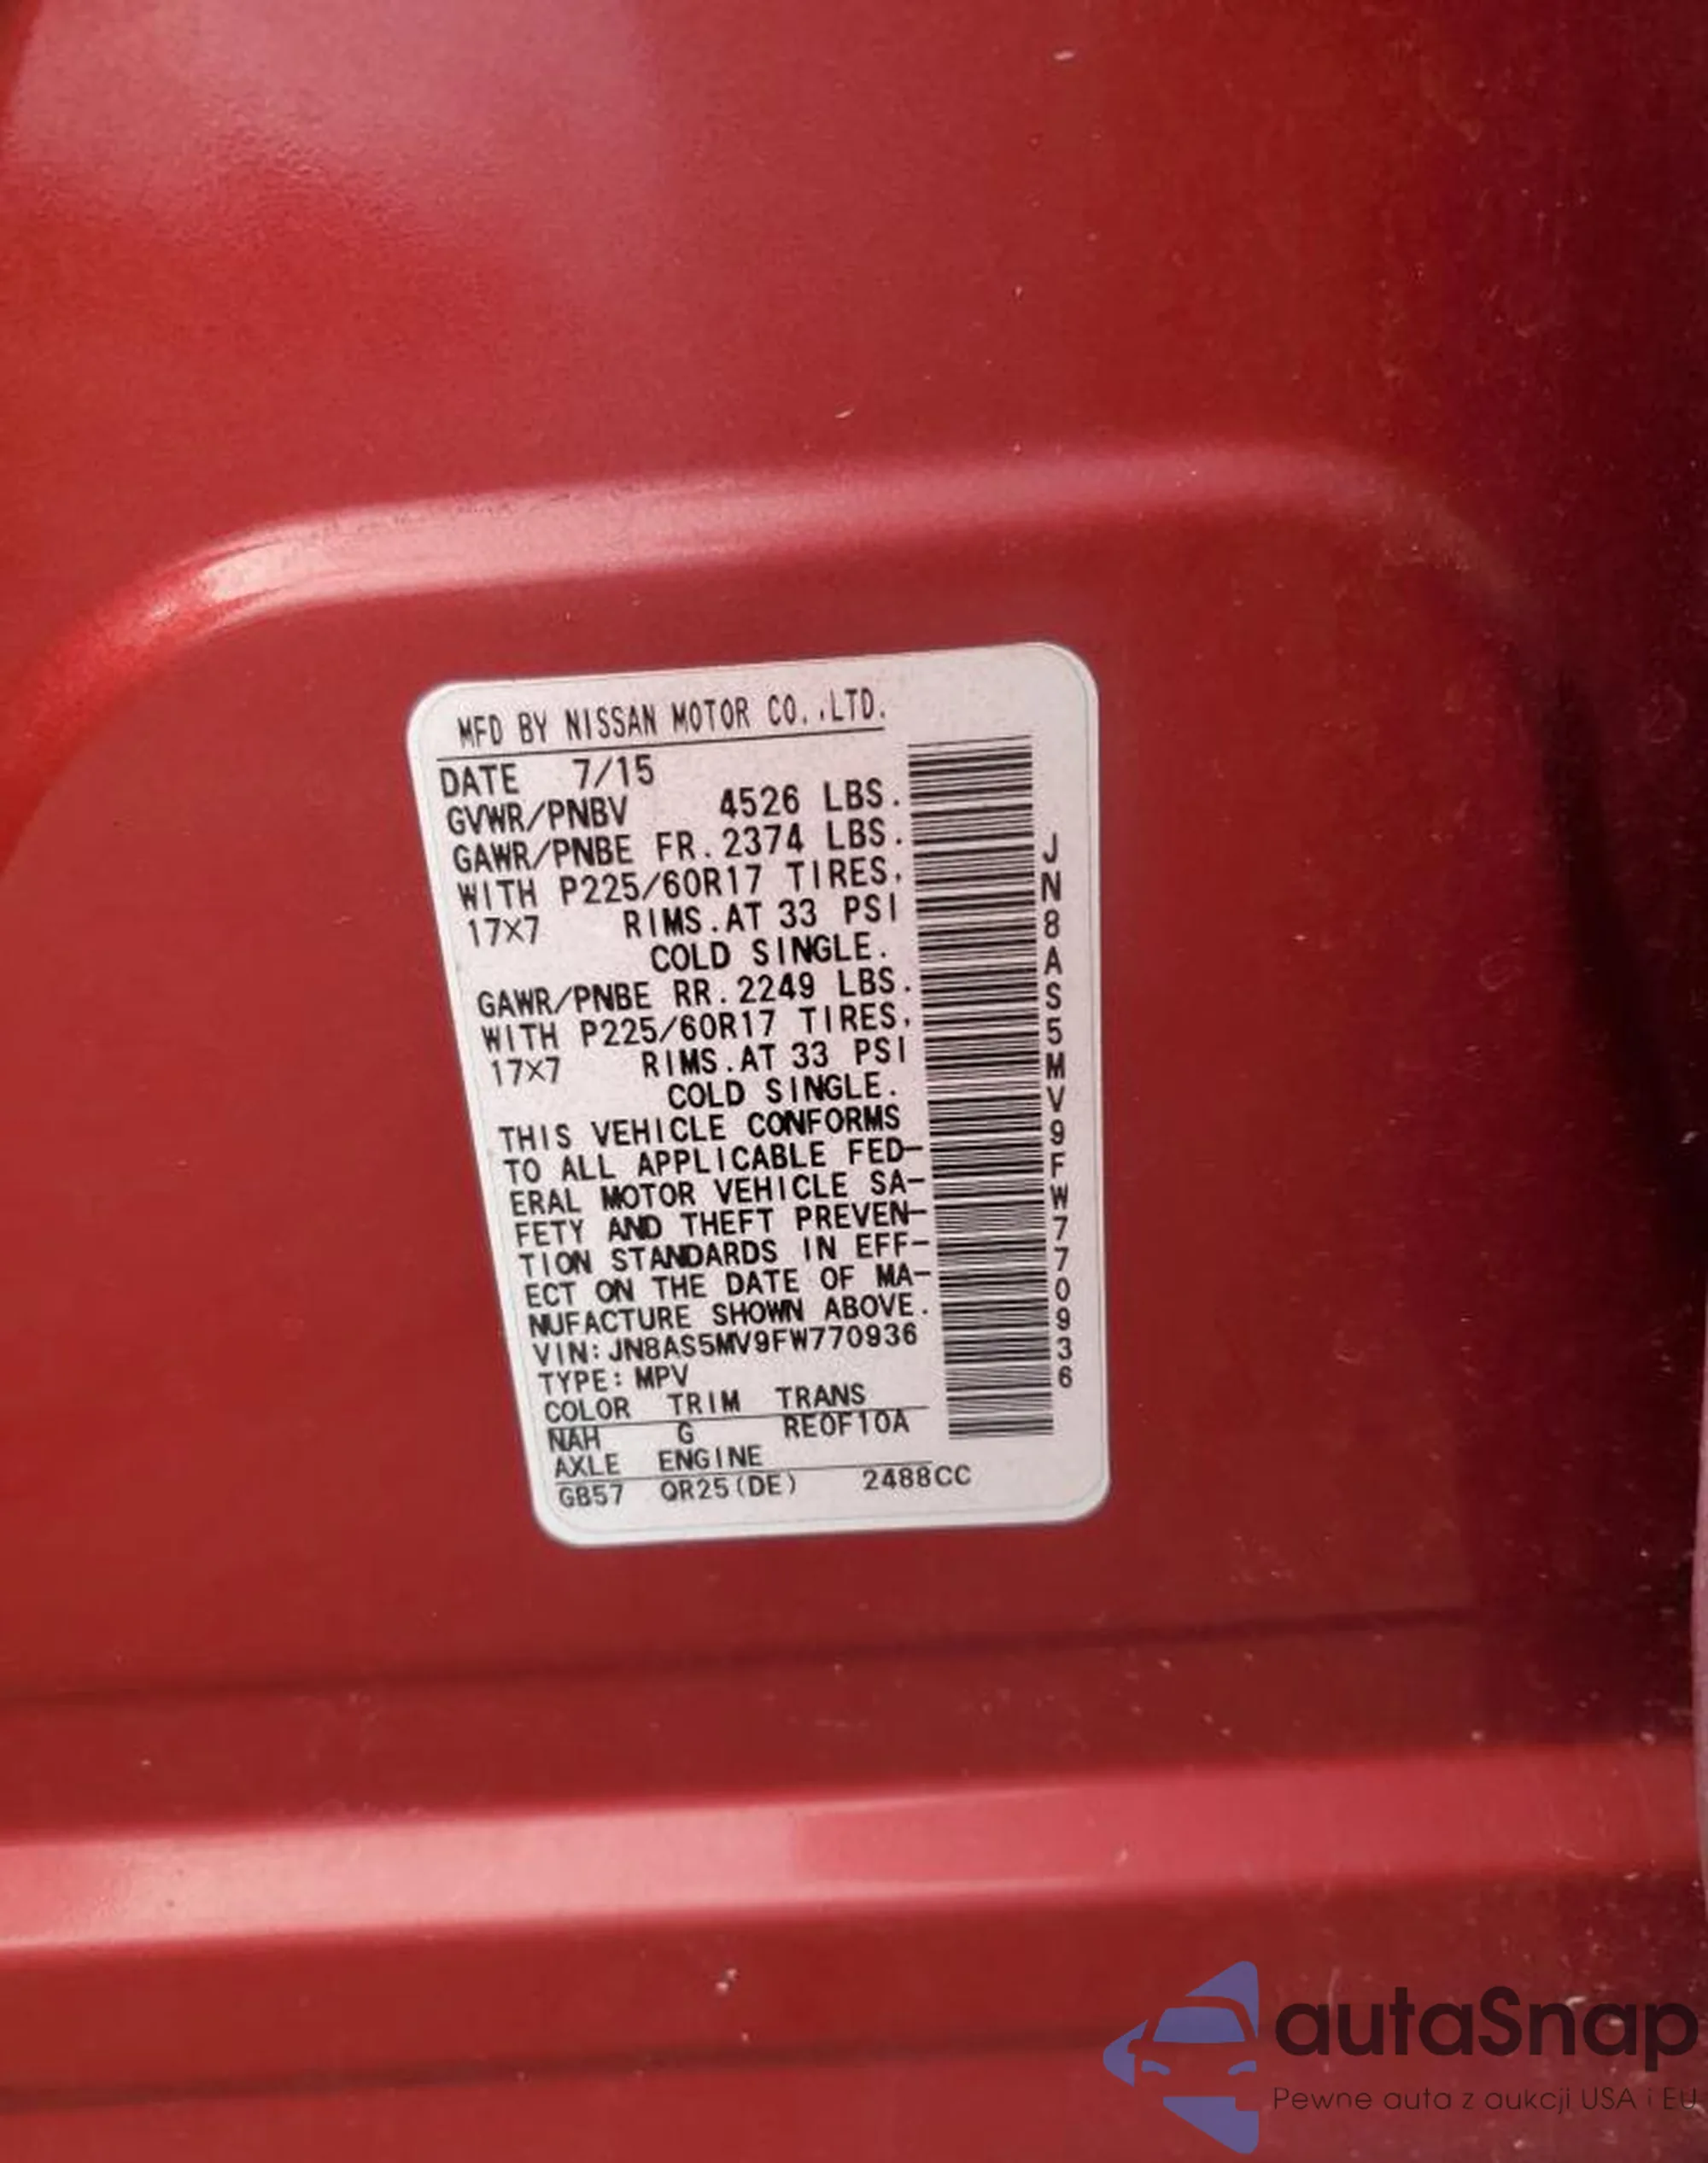 MFD BY NISSAN MOTOR CO.,LTD.
DATE 7/15
GVWR/PNBV 4526 LBS.
GAWR/PNBE FR.2374 LBS.
WITH P225/60R17 TIRES,
17X7 RIMS.AT 33 PSI
COLD SINGLE.
GAWR/PNBE RR.2249 LBS.
WITH P225/60R17 TIRES,
17X7 RIMS.AT 33 PSI
COLD SINGLE.
THIS VEHICLE CONFORMS
TO ALL APPLICABLE FED-
ERAL MOTOR VEHICLE SA-
FETY AND THEFT PREVEN-
TION STANDARDS IN EFF-
ECT ON THE DATE OF MA-
NUFACTURE SHOWN ABOVE.
VIN:JN8AS5MV9FW770936
TYPE:MPV
COLOR TRIM TRANS
NAH G RE0F10A
AXLE ENGINE
GB57 QR25(DE) 2488CC
JN8AS5MV9FW770936
autaSnap
Pewne auta z aukcji USA i EU